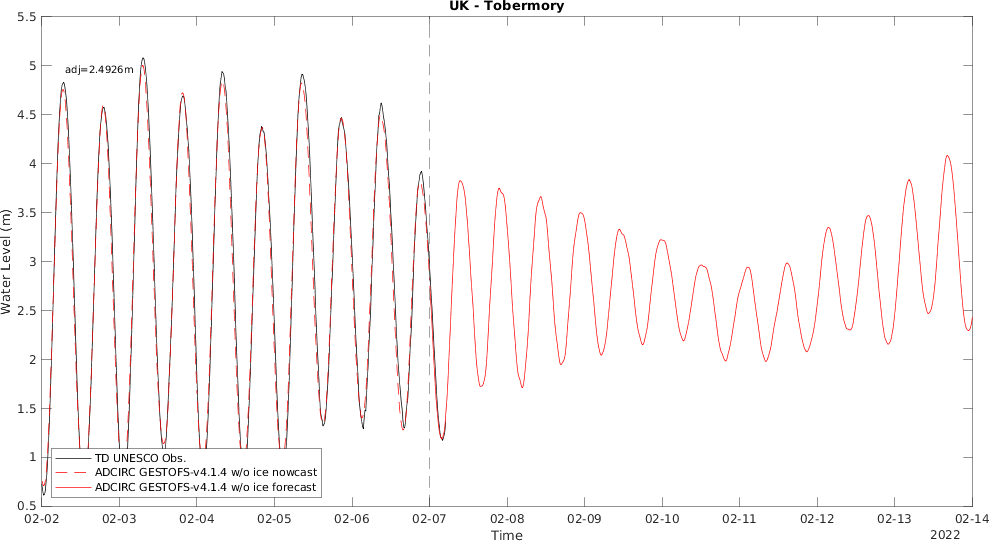 UK - Tobermory
adj=2.4926m
5.5
5
4.5
4
3.5
3
2.5
2
1.5
1
0.5
Water Level (m)
TD UNESCO Obs.
ADCIRC GESTOFS-v4.1.4 w/o ice nowcast
ADCIRC GESTOFS-v4.1.4 w/o ice forecast
02-02 02-03 02-04 02-05 02-06 02-07 02-08 02-09 02-10 02-11 02-12 02-13 02-14
Time
2022